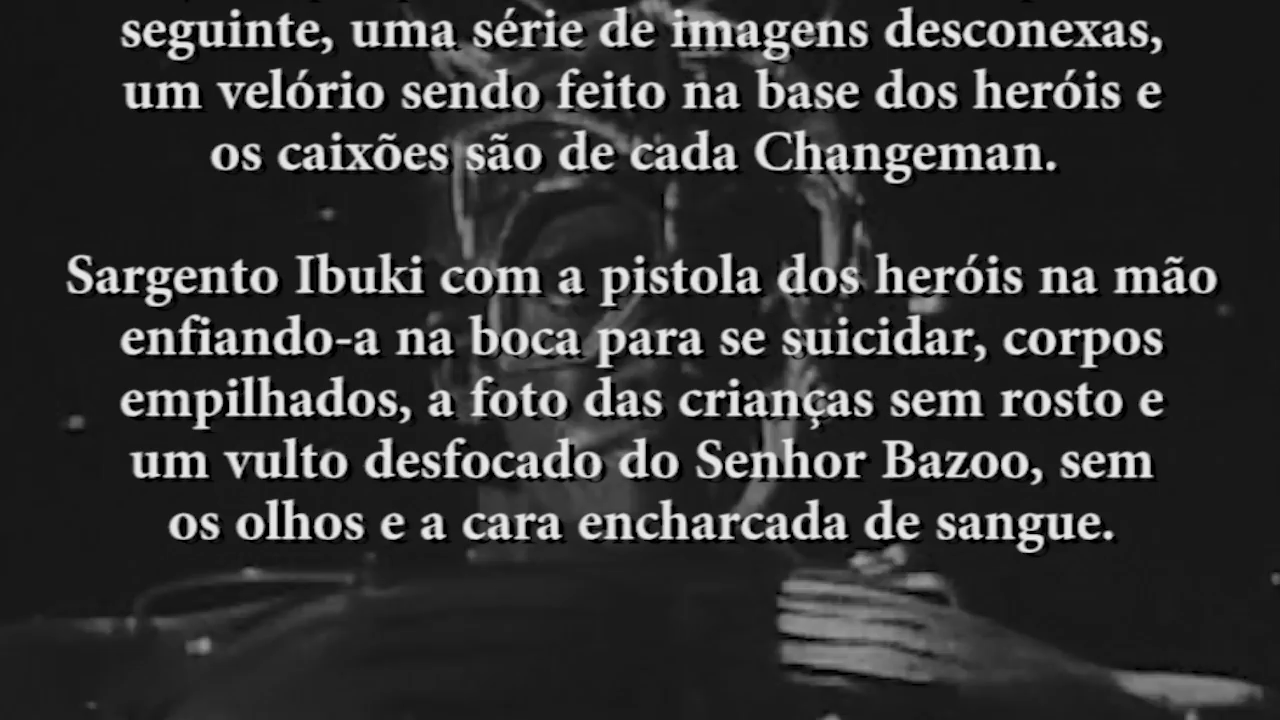 seguinte, uma série de imagens desconexas,
um velório sendo feito na base dos heróis e
os caixões são de cada Changeman.
Sargento Ibuki com a pistola dos heróis na mão
enfiando-a na boca para se suicidar, corpos
empilhados, a foto das crianças sem rosto e
um vulto desfocado do Senhor Bazoo, sem
os olhos e a cara encharcada de sangue.